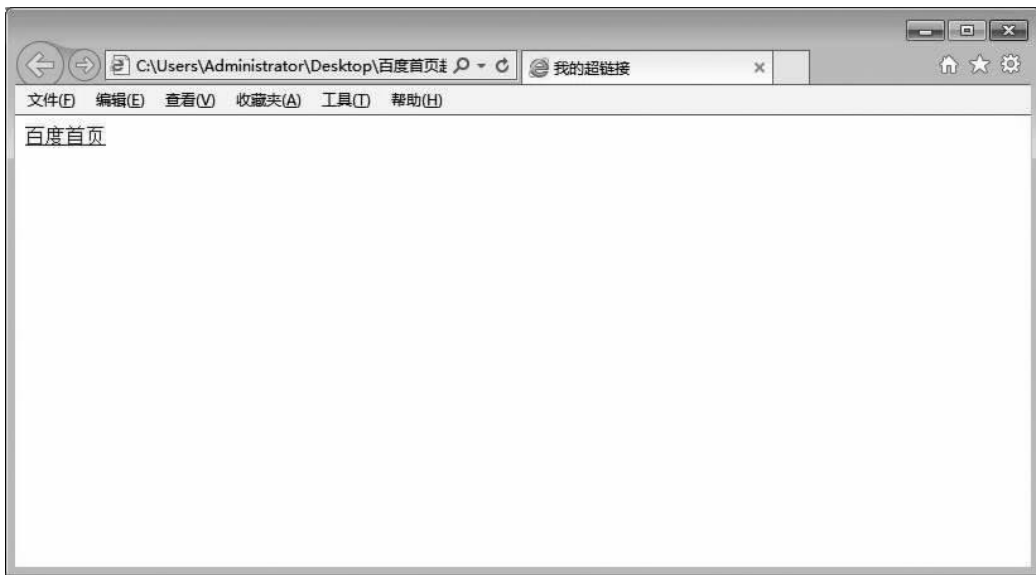 C:\Users\Administrator\Desktop\百度首页
我的超链接
文件(F) 编辑(E) 查看(V) 收藏夹(A) 工具(T) 帮助(H)
百度首页